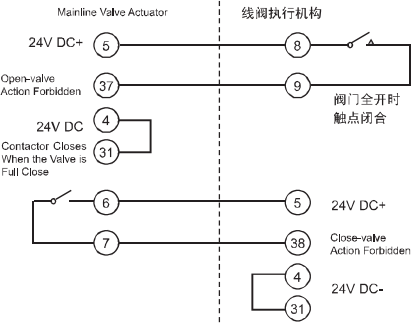 Mainline Valve Actuator
线阀执行机构
24V DC+
5
8
Open-valve
Action Forbidden
37
9
阀门全开时
触点闭合
24V DC
4
Contactor Closes
When the Valve is
Full Close
31
6
5
24V DC+
7
38
Close-valve
Action Forbidden
4
24V DC-
31